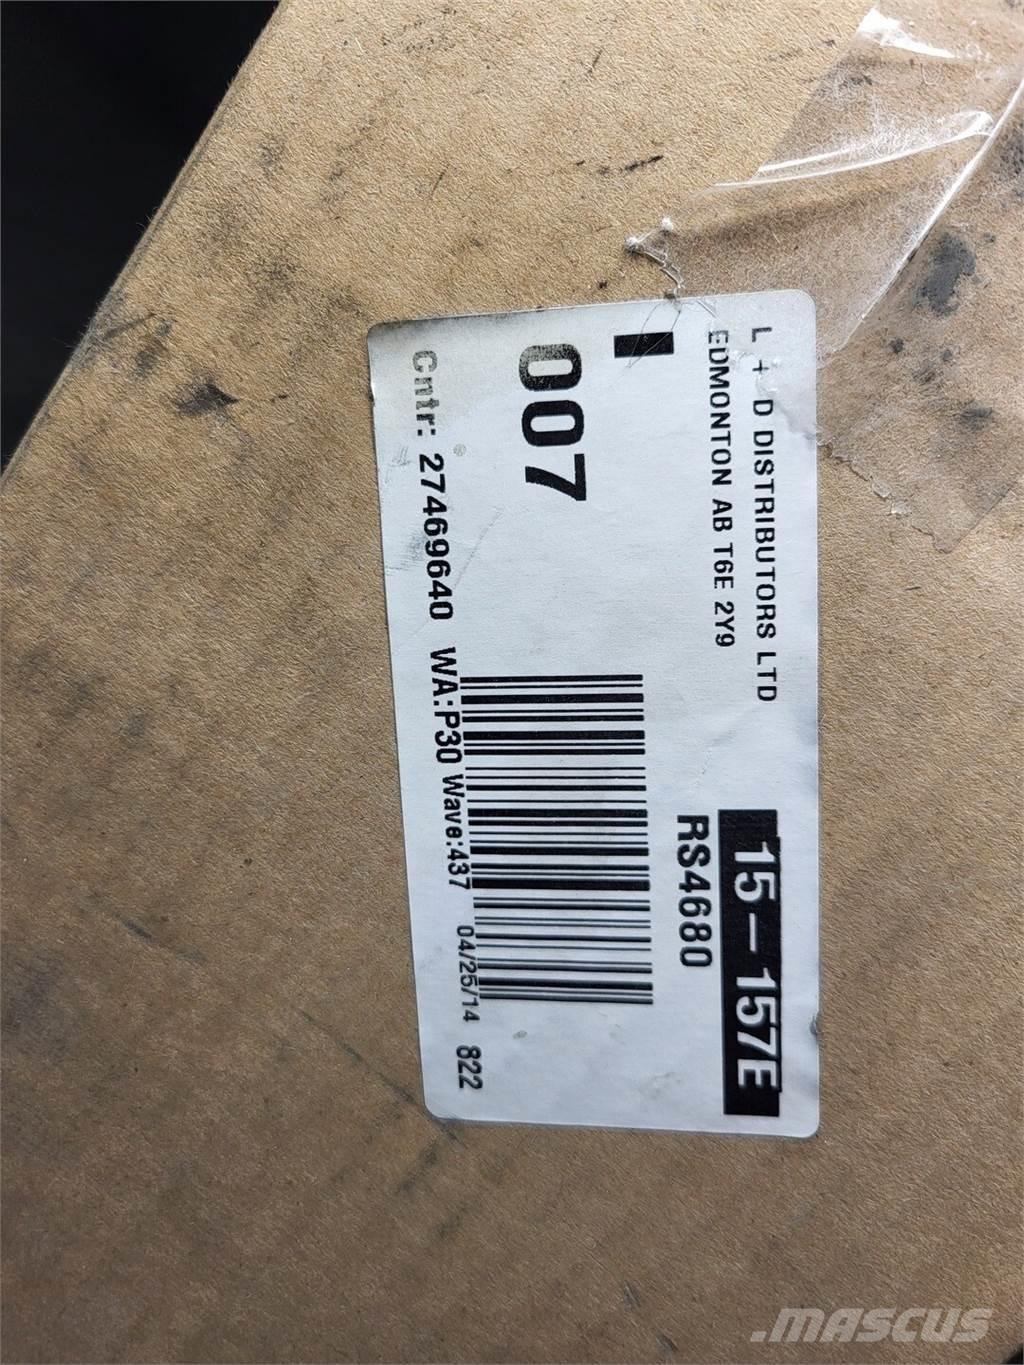 L + D DISTRIBUTORS LTD
EDMONTON AB T6E 2Y9
15-157E
RS4680
007
Cntr: 27469640 WA:P30 Wave:437 04/25/14 822
.MASCUS